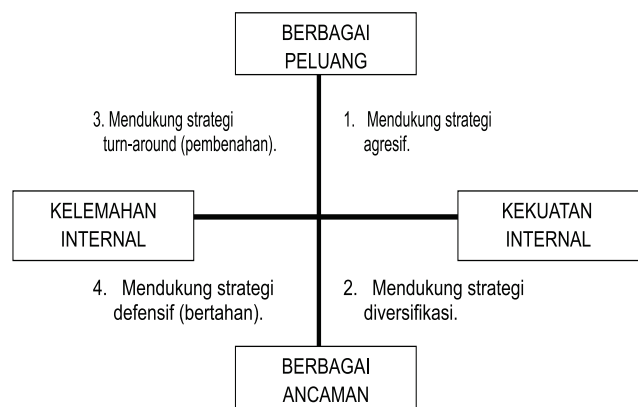 BERBAGAI
PELUANG
3. Mendukung strategi
turn-around (pembenahan).
1. Mendukung strategi
agresif.
KELEMAHAN
INTERNAL
KEKUATAN
INTERNAL
4. Mendukung strategi
defensif (bertahan).
2. Mendukung strategi
diversifikasi.
BERBAGAI
ANCAMAN